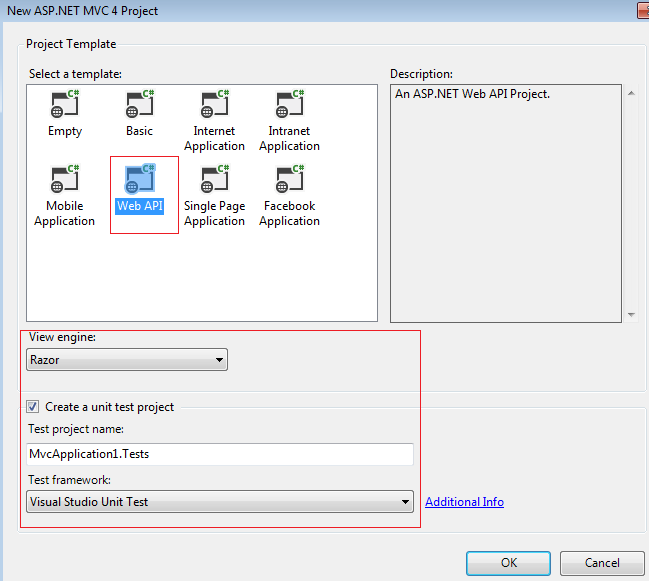 New ASP.NET MVC 4 Project
Project Template
Select a template:
Description:
C# C# C# C#
Empty Basic Internet Application Intranet Application
C# C# C# C#
Mobile Application Web API Single Page Application Facebook Application
An ASP.NET Web API Project.
View engine:
Razor
Create a unit test project
Test project name:
MvcApplication1.Tests
Test framework:
Visual Studio Unit Test
Additional Info
OK
Cancel